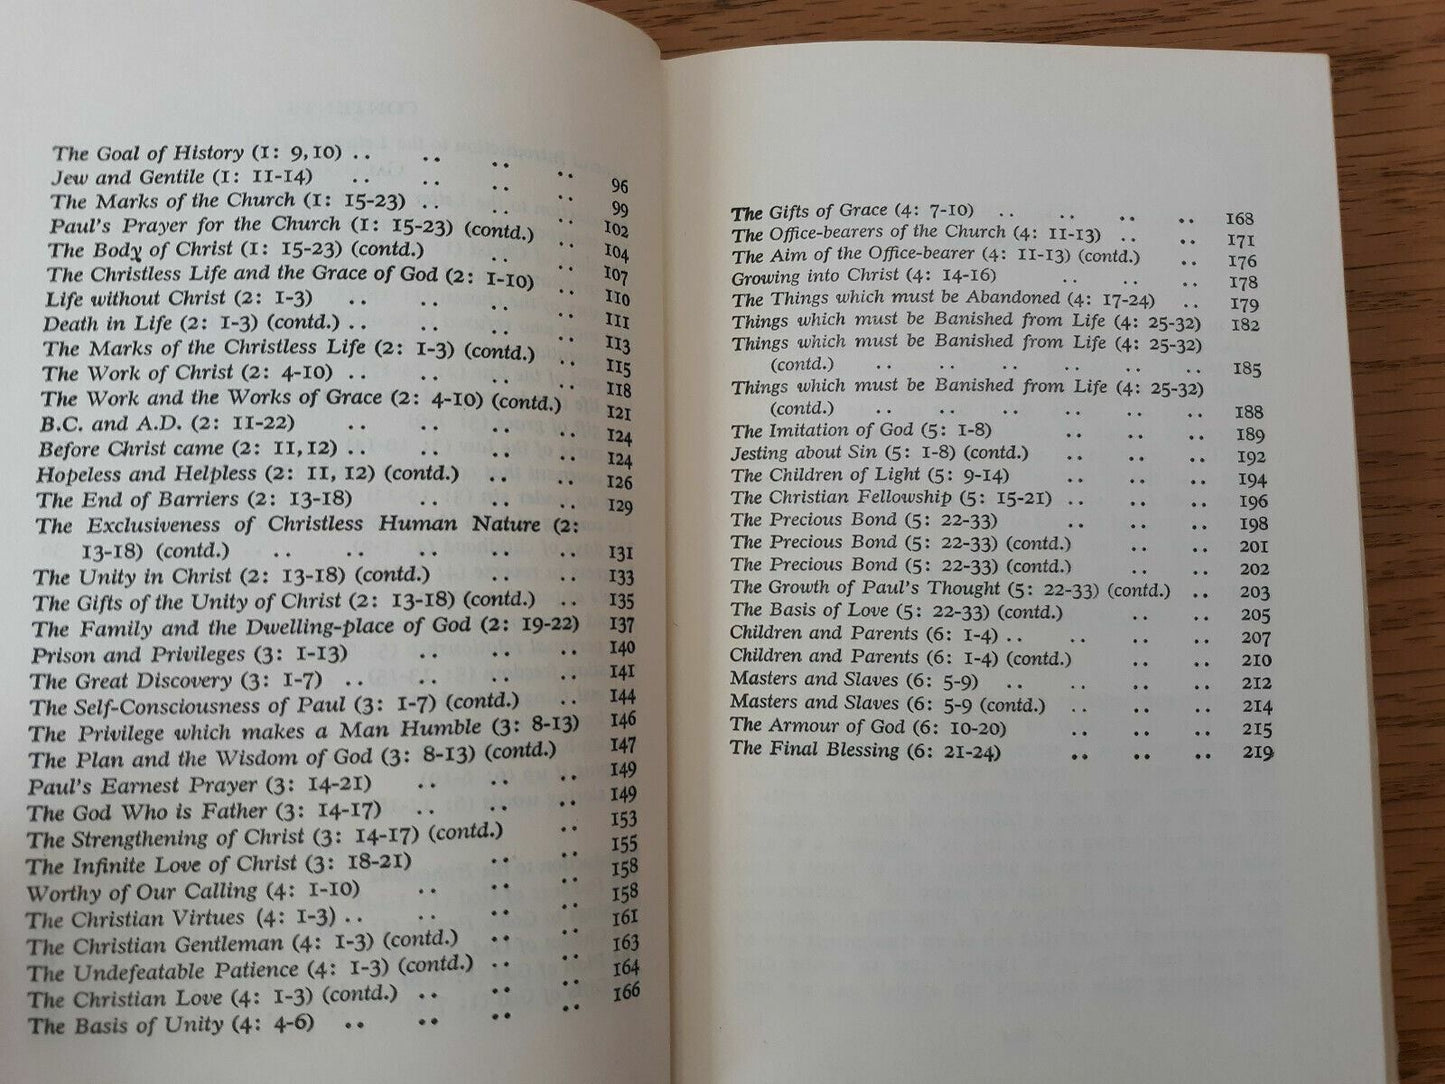 The Goal of History (1: 9,10) .. .. .. .. 96
Jew and Gentile (1: 11-14) .. .. .. .. 99
The Marks of the Church (1: 15-23) .. .. .. 102
Paul's Prayer for the Church (1: 15-23) (contd.) .. 104
The Body of Christ (1: 15-23) (contd.) .. .. 107
The Christless Life and the Grace of God (2: 1-10) .. 110
Life without Christ (2: 1-3) .. .. .. .. 111
Death in Life (2: 1-3) (contd.) .. .. .. .. 113
The Marks of the Christless Life (2: 1-3) (contd.) .. 115
The Work of Christ (2: 4-10) .. .. .. .. 118
The Work and the Works of Grace (2: 4-10) (contd.) 121
B.C. and A.D. (2: 11-22) .. .. .. .. 124
Before Christ came (2: 11,12) .. .. .. .. 124
Hopeless and Helpless (2: 11, 12) (contd.) .. .. 126
The End of Barriers (2: 13-18) .. .. .. 129
The Exclusiveness of Christless Human Nature (2:
13-18) (contd.) .. .. .. .. .. 131
The Unity in Christ (2: 13-18) (contd.) .. .. 133
The Gifts of the Unity of Christ (2: 13-18) (contd.) .. 135
The Family and the Dwelling-place of God (2: 19-22) 137
Prison and Privileges (3: 1-13) .. .. .. 140
The Great Discovery (3: 1-7) .. .. .. .. 141
The Self-Consciousness of Paul (3: 1-7) (contd.) .. 144
The Privilege which makes a Man Humble (3: 8-13) 146
The Plan and the Wisdom of God (3: 8-13) (contd.) 147
Paul's Earnest Prayer (3: 14-21) .. .. .. 149
The God Who is Father (3: 14-17) .. .. .. 149
The Strengthening of Christ (3: 14-17) (contd.) .. 153
The Infinite Love of Christ (3: 18-21) .. .. 155
Worthy of Our Calling (4: 1-10) .. .. .. 158
The Christian Virtues (4: 1-3) .. .. .. .. 158
The Christian Gentleman (4: 1-3) (contd.) .. .. 161
The Undefeatable Patience (4: 1-3) (contd.) .. .. 163
The Christian Love (4: 1-3) (contd.) .. .. .. 164
The Basis of Unity (4: 4-6) .. .. .. .. 166
The Gifts of Grace (4: 7-10) .. .. .. .. 168
The Office-bearers of the Church (4: 11-13) .. .. 171
The Aim of the Office-bearer (4: 11-13) (contd.) .. 176
Growing into Christ (4: 14-16) .. .. .. 178
The Things which must be Abandoned (4: 17-24) .. 179
Things which must be Banished from Life (4: 25-32) 182
Things which must be Banished from Life (4: 25-32)
(contd.) .. .. .. .. .. .. 185
Things which must be Banished from Life (4: 25-32)
(contd.) .. .. .. .. .. .. 188
The Imitation of God (5: 1-8) .. .. .. 189
Jesting about Sin (5: 1-8) (contd.) .. .. .. 192
The Children of Light (5: 9-14) .. .. .. 194
The Christian Fellowship (5: 15-21) .. .. .. 196
The Precious Bond (5: 22-33) .. .. .. 198
The Precious Bond (5: 22-33) (contd.) .. .. 201
The Precious Bond (5: 22-33) (contd.) .. .. 202
The Growth of Paul's Thought (5: 22-33) (contd.) .. 203
The Basis of Love (5: 22-33) (contd.) .. .. 205
Children and Parents (6: 1-4) .. .. .. .. 207
Children and Parents (6: 1-4) (contd.) .. .. 210
Masters and Slaves (6: 5-9) .. .. .. .. 212
Masters and Slaves (6: 5-9 (contd.) .. .. .. 214
The Armour of God (6: 10-20) .. .. .. 215
The Final Blessing (6: 21-24) .. .. .. 219